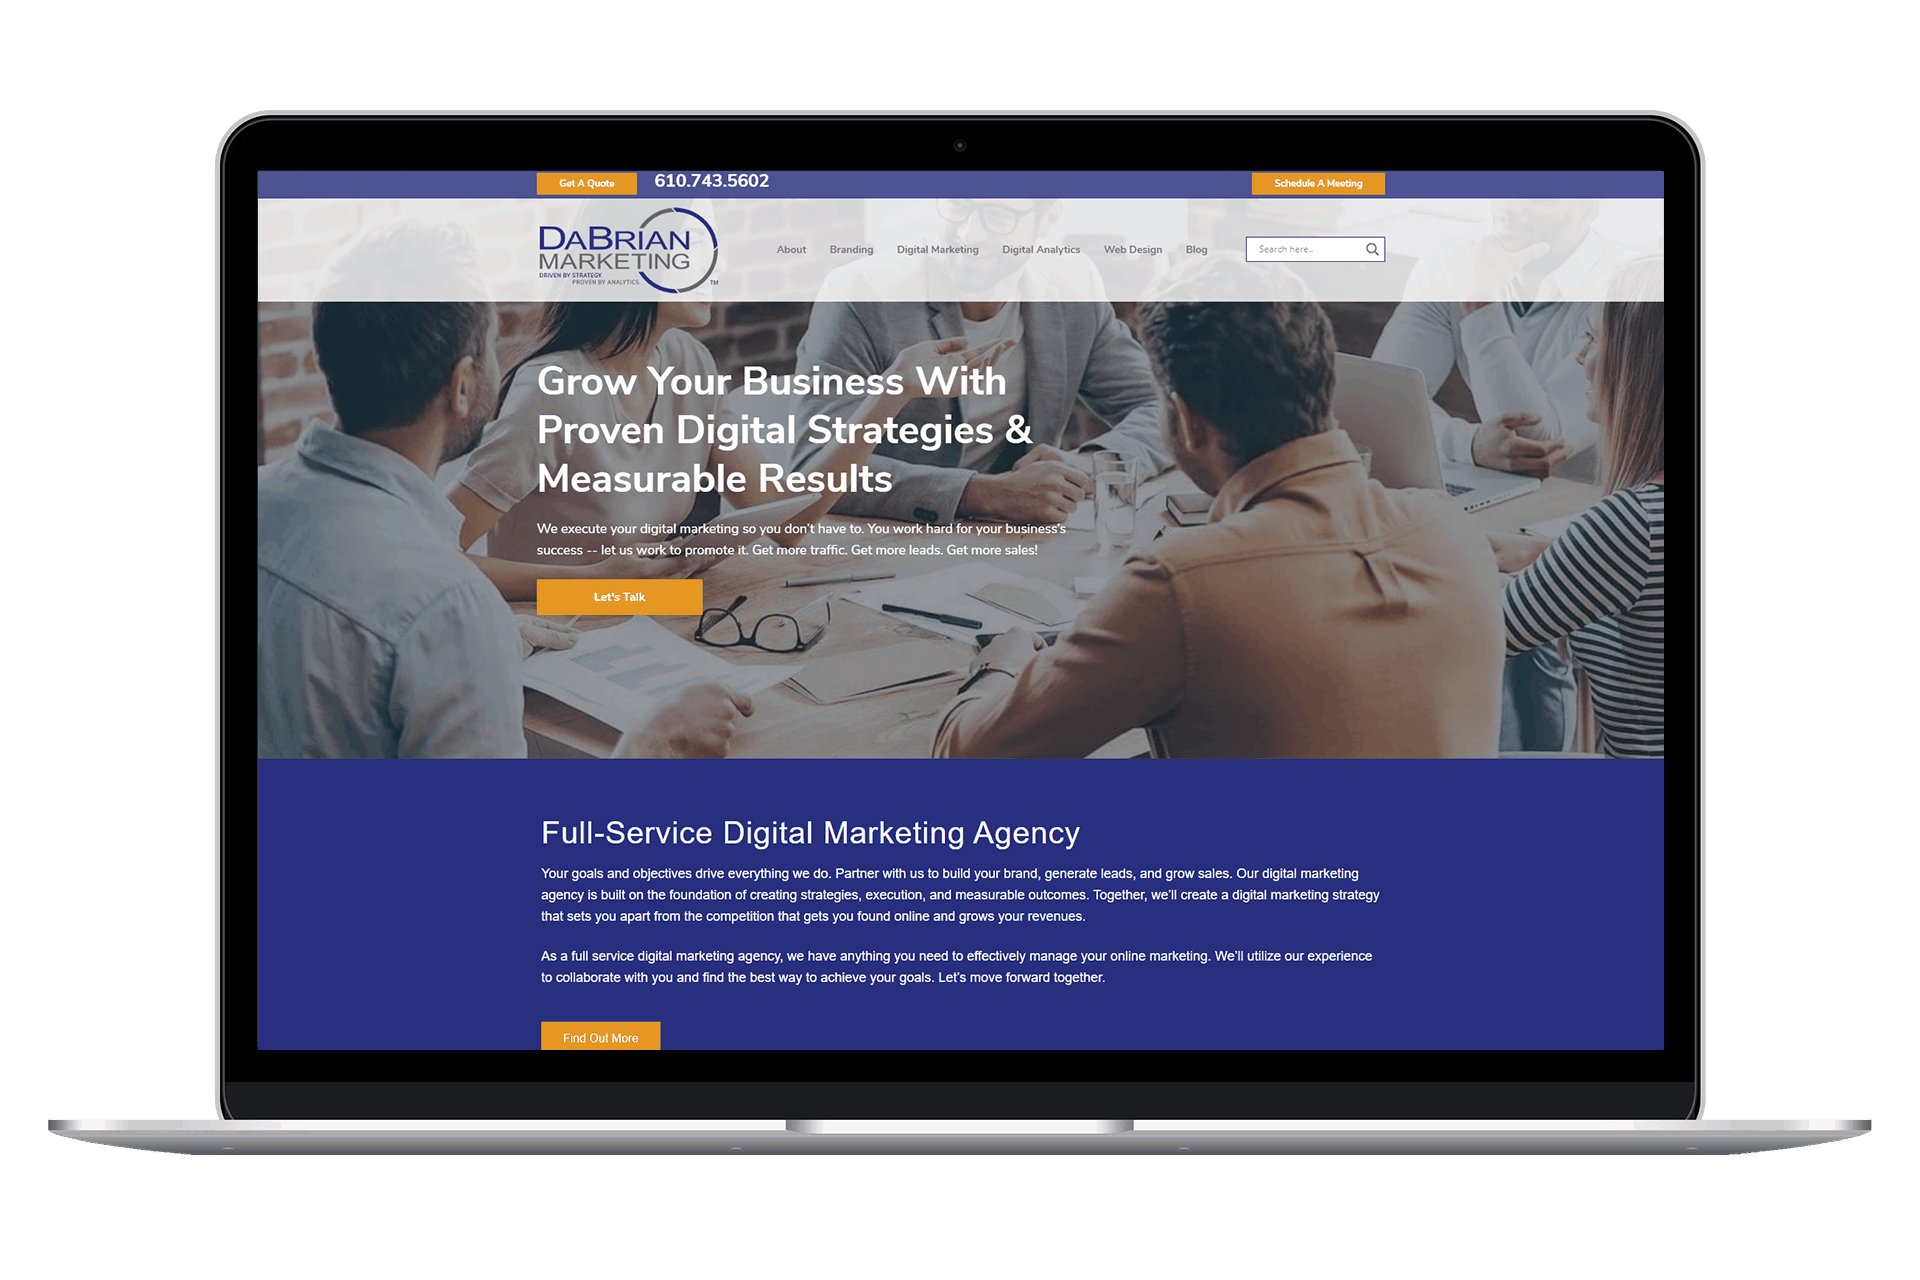 Get A Quote
610.743.5602
Schedule A Meeting
DABRIAN
MARKETING
DRIVEN BY STRATEGY.
PROVEN BY ANALYTICS.
TM
About
Branding
Digital Marketing
Digital Analytics
Web Design
Blog
Search here..
Grow Your Business With
Proven Digital Strategies &
Measurable Results
We execute your digital marketing so you don't have to. You work hard for your business's
success -- let us work to promote it. Get more traffic. Get more leads. Get more sales!
Let's Talk
Full-Service Digital Marketing Agency
Your goals and objectives drive everything we do. Partner with us to build your brand, generate leads, and grow sales. Our digital marketing
agency is built on the foundation of creating strategies, execution, and measurable outcomes. Together, we'll create a digital marketing strategy
that sets you apart from the competition that gets you found online and grows your revenues.
As a full service digital marketing agency, we have anything you need to effectively manage your online marketing. We'll utilize our experience
to collaborate with you and find the best way to achieve your goals. Let's move forward together.
Find Out More